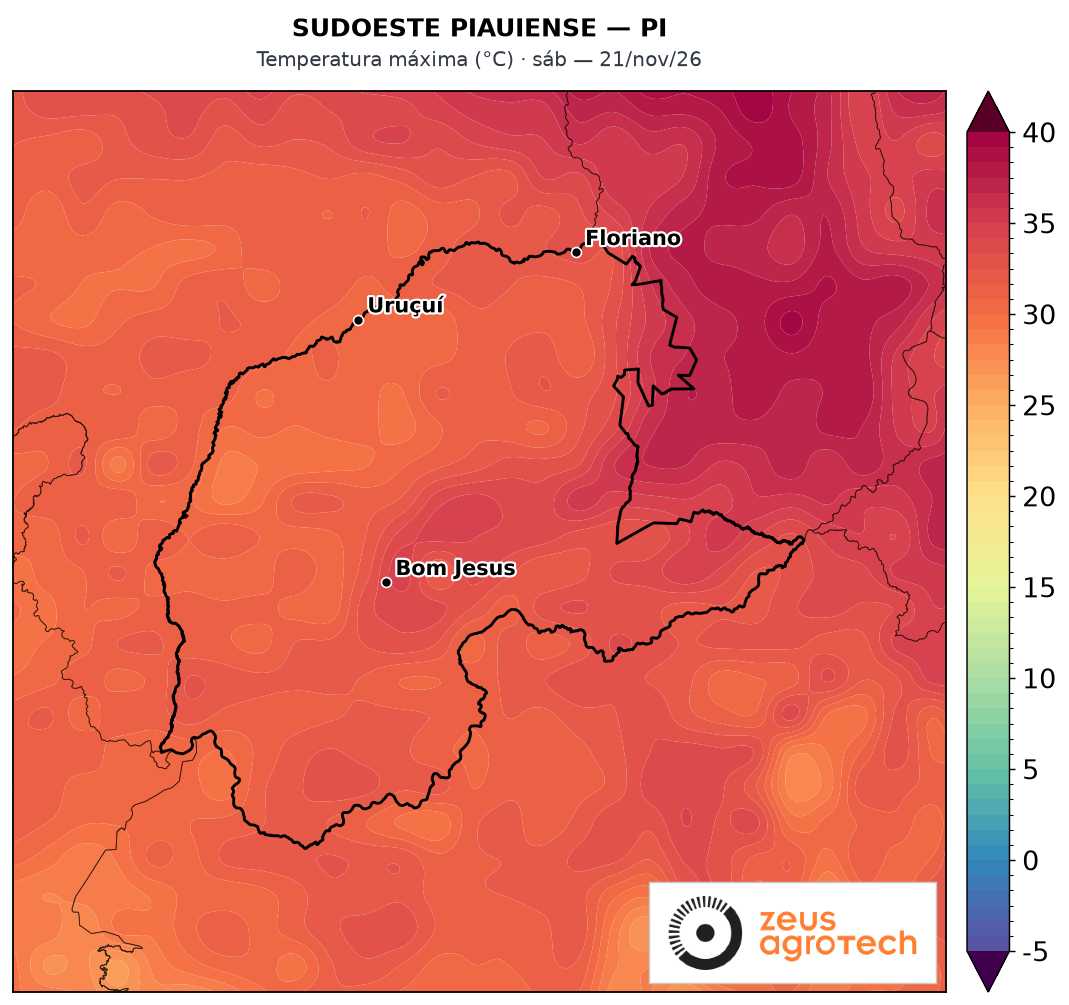 SUDOESTE PIAUIENSE — PI
Temperatura máxima (°C) · sáb — 21/nov/26
Floriano
Uruçuí
Bom Jesus
40
35
30
25
20
15
10
5
0
-5
zeus
agrotech